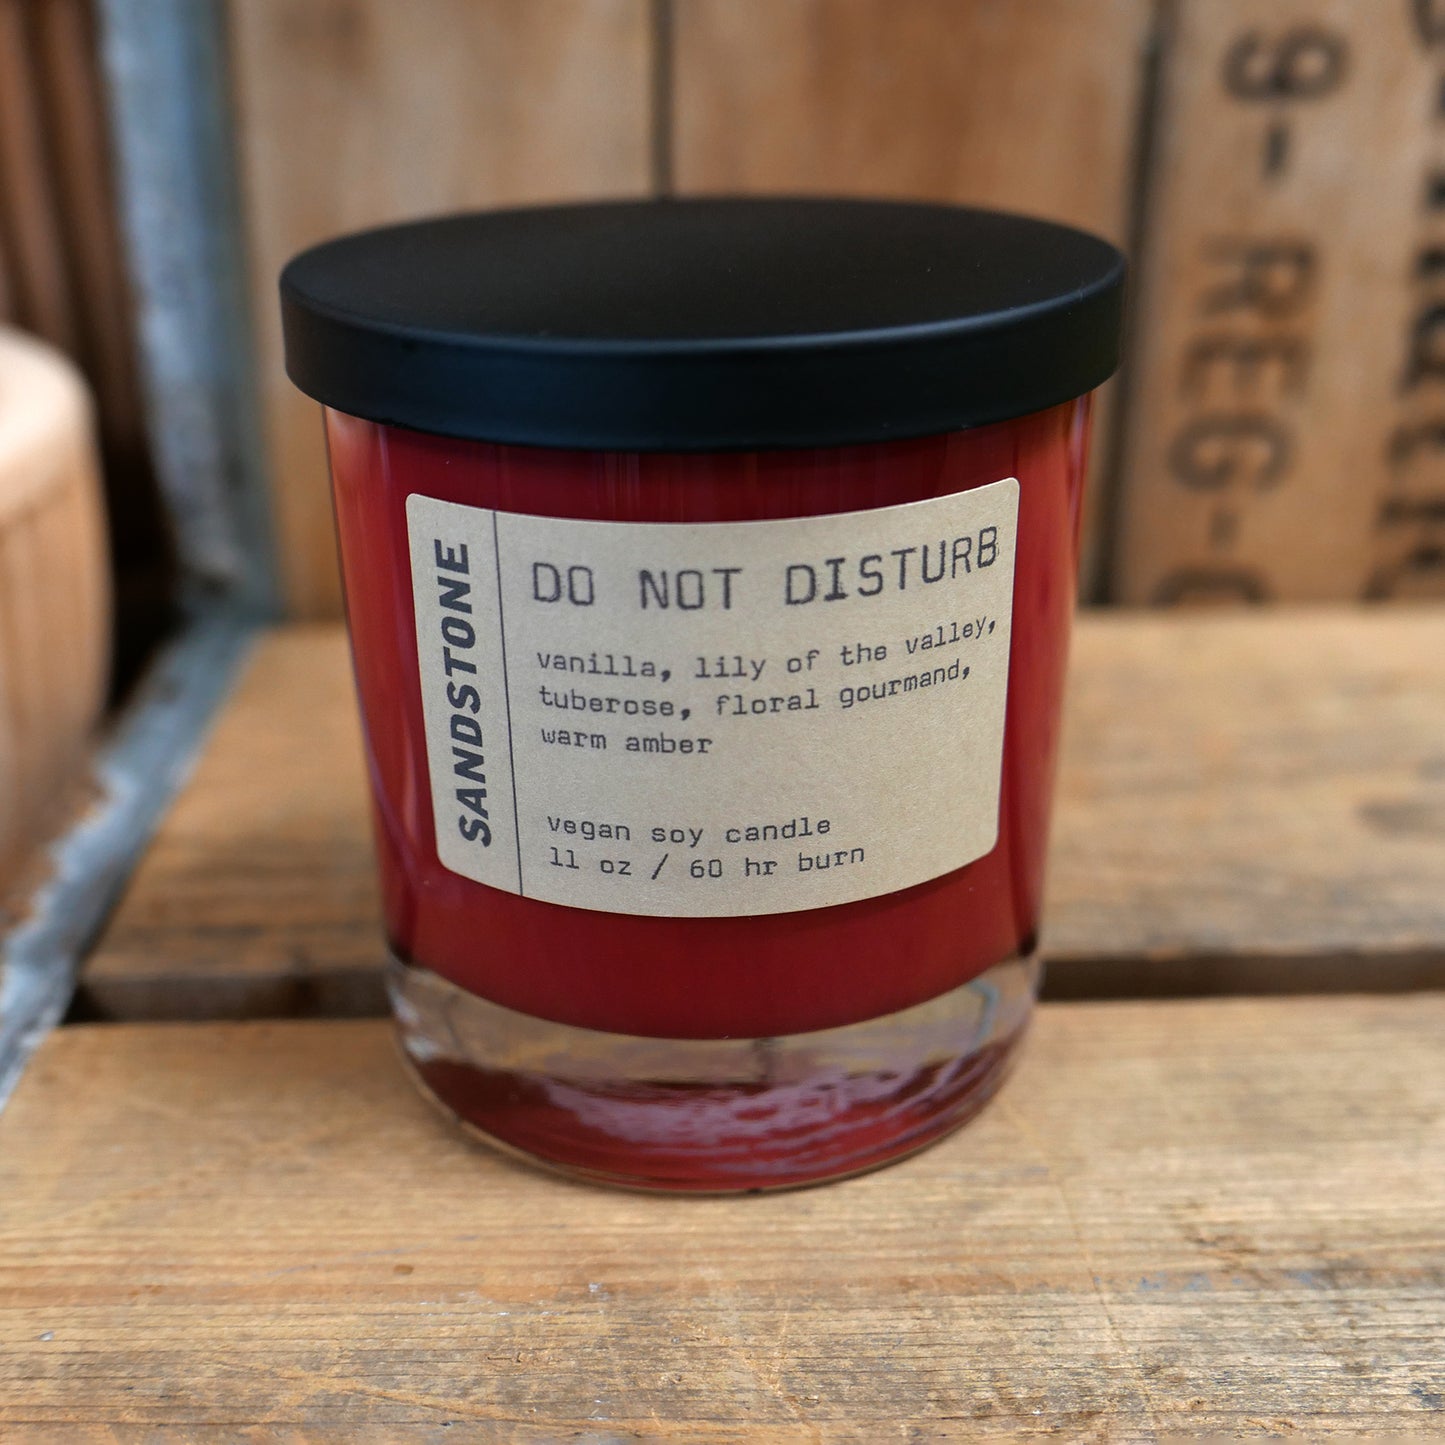 SANDSTONE
DO NOT DISTURB
vanilla, lily of the valley,
tuberose, floral gourmand,
warm amber
vegan soy candle
11 oz / 60 hr burn
9-REG-